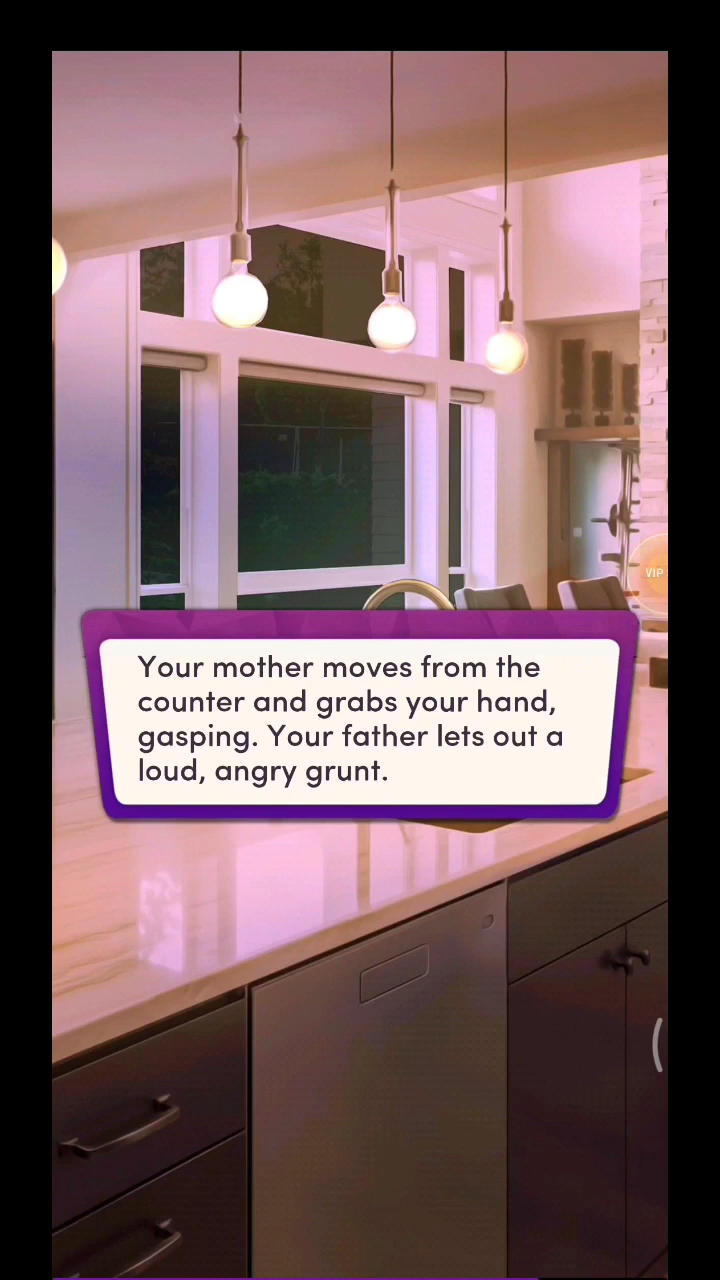 VIP
Your mother moves from the
counter and grabs your hand,
gasping. Your father lets out a
loud, angry grunt.